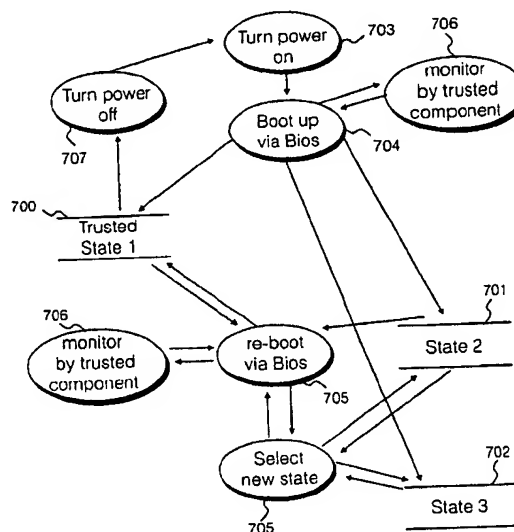 Turn power
on
703
706
monitor
by trusted
component
Turn power
off
707
Boot up
via Bios
704
700
Trusted
State 1
701
State 2
706
monitor
by trusted
component
re-boot
via Bios
705
Select
new state
705
702
State 3